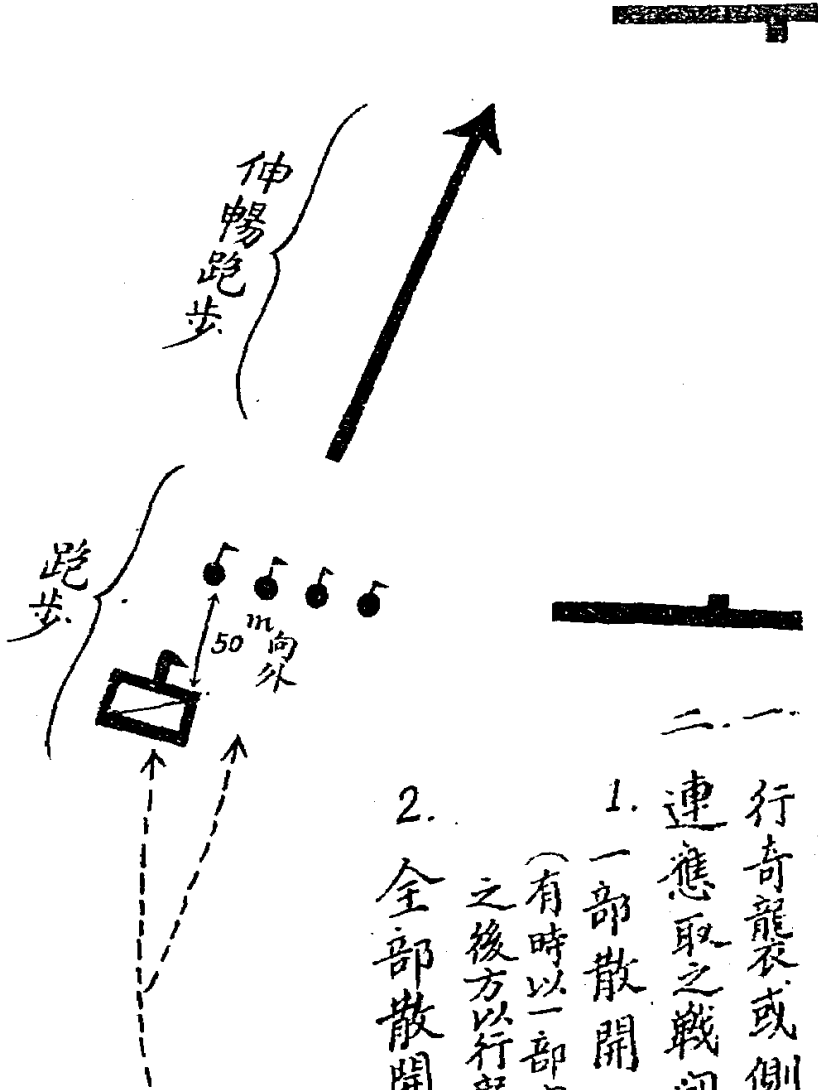 伸暢跑步
跑步
50m向外
一. 行奇襲或側
二. 連應取之戰
1. 一部散開
(有時以一部
之後方以行
2. 全部散開